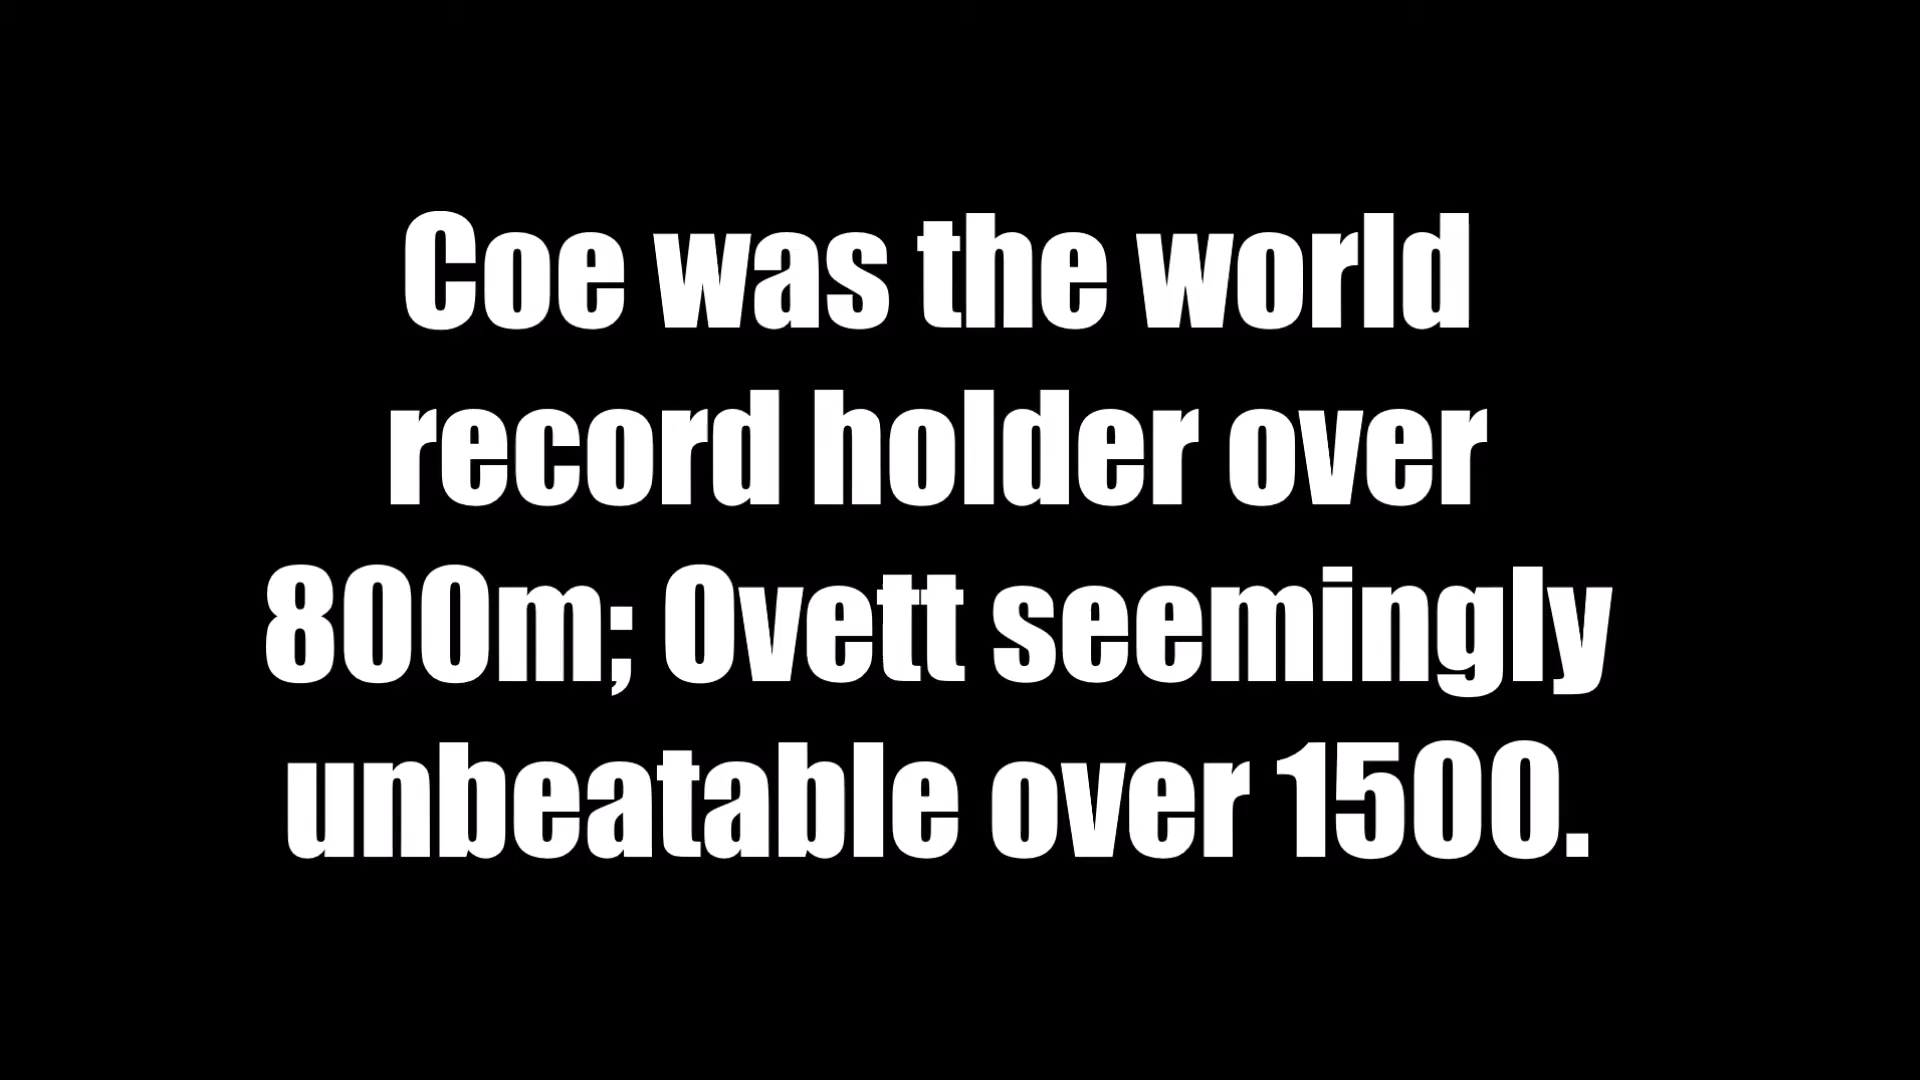 Coe was the world
record holder over
800m; Ovett seemingly
unbeatable over 1500.